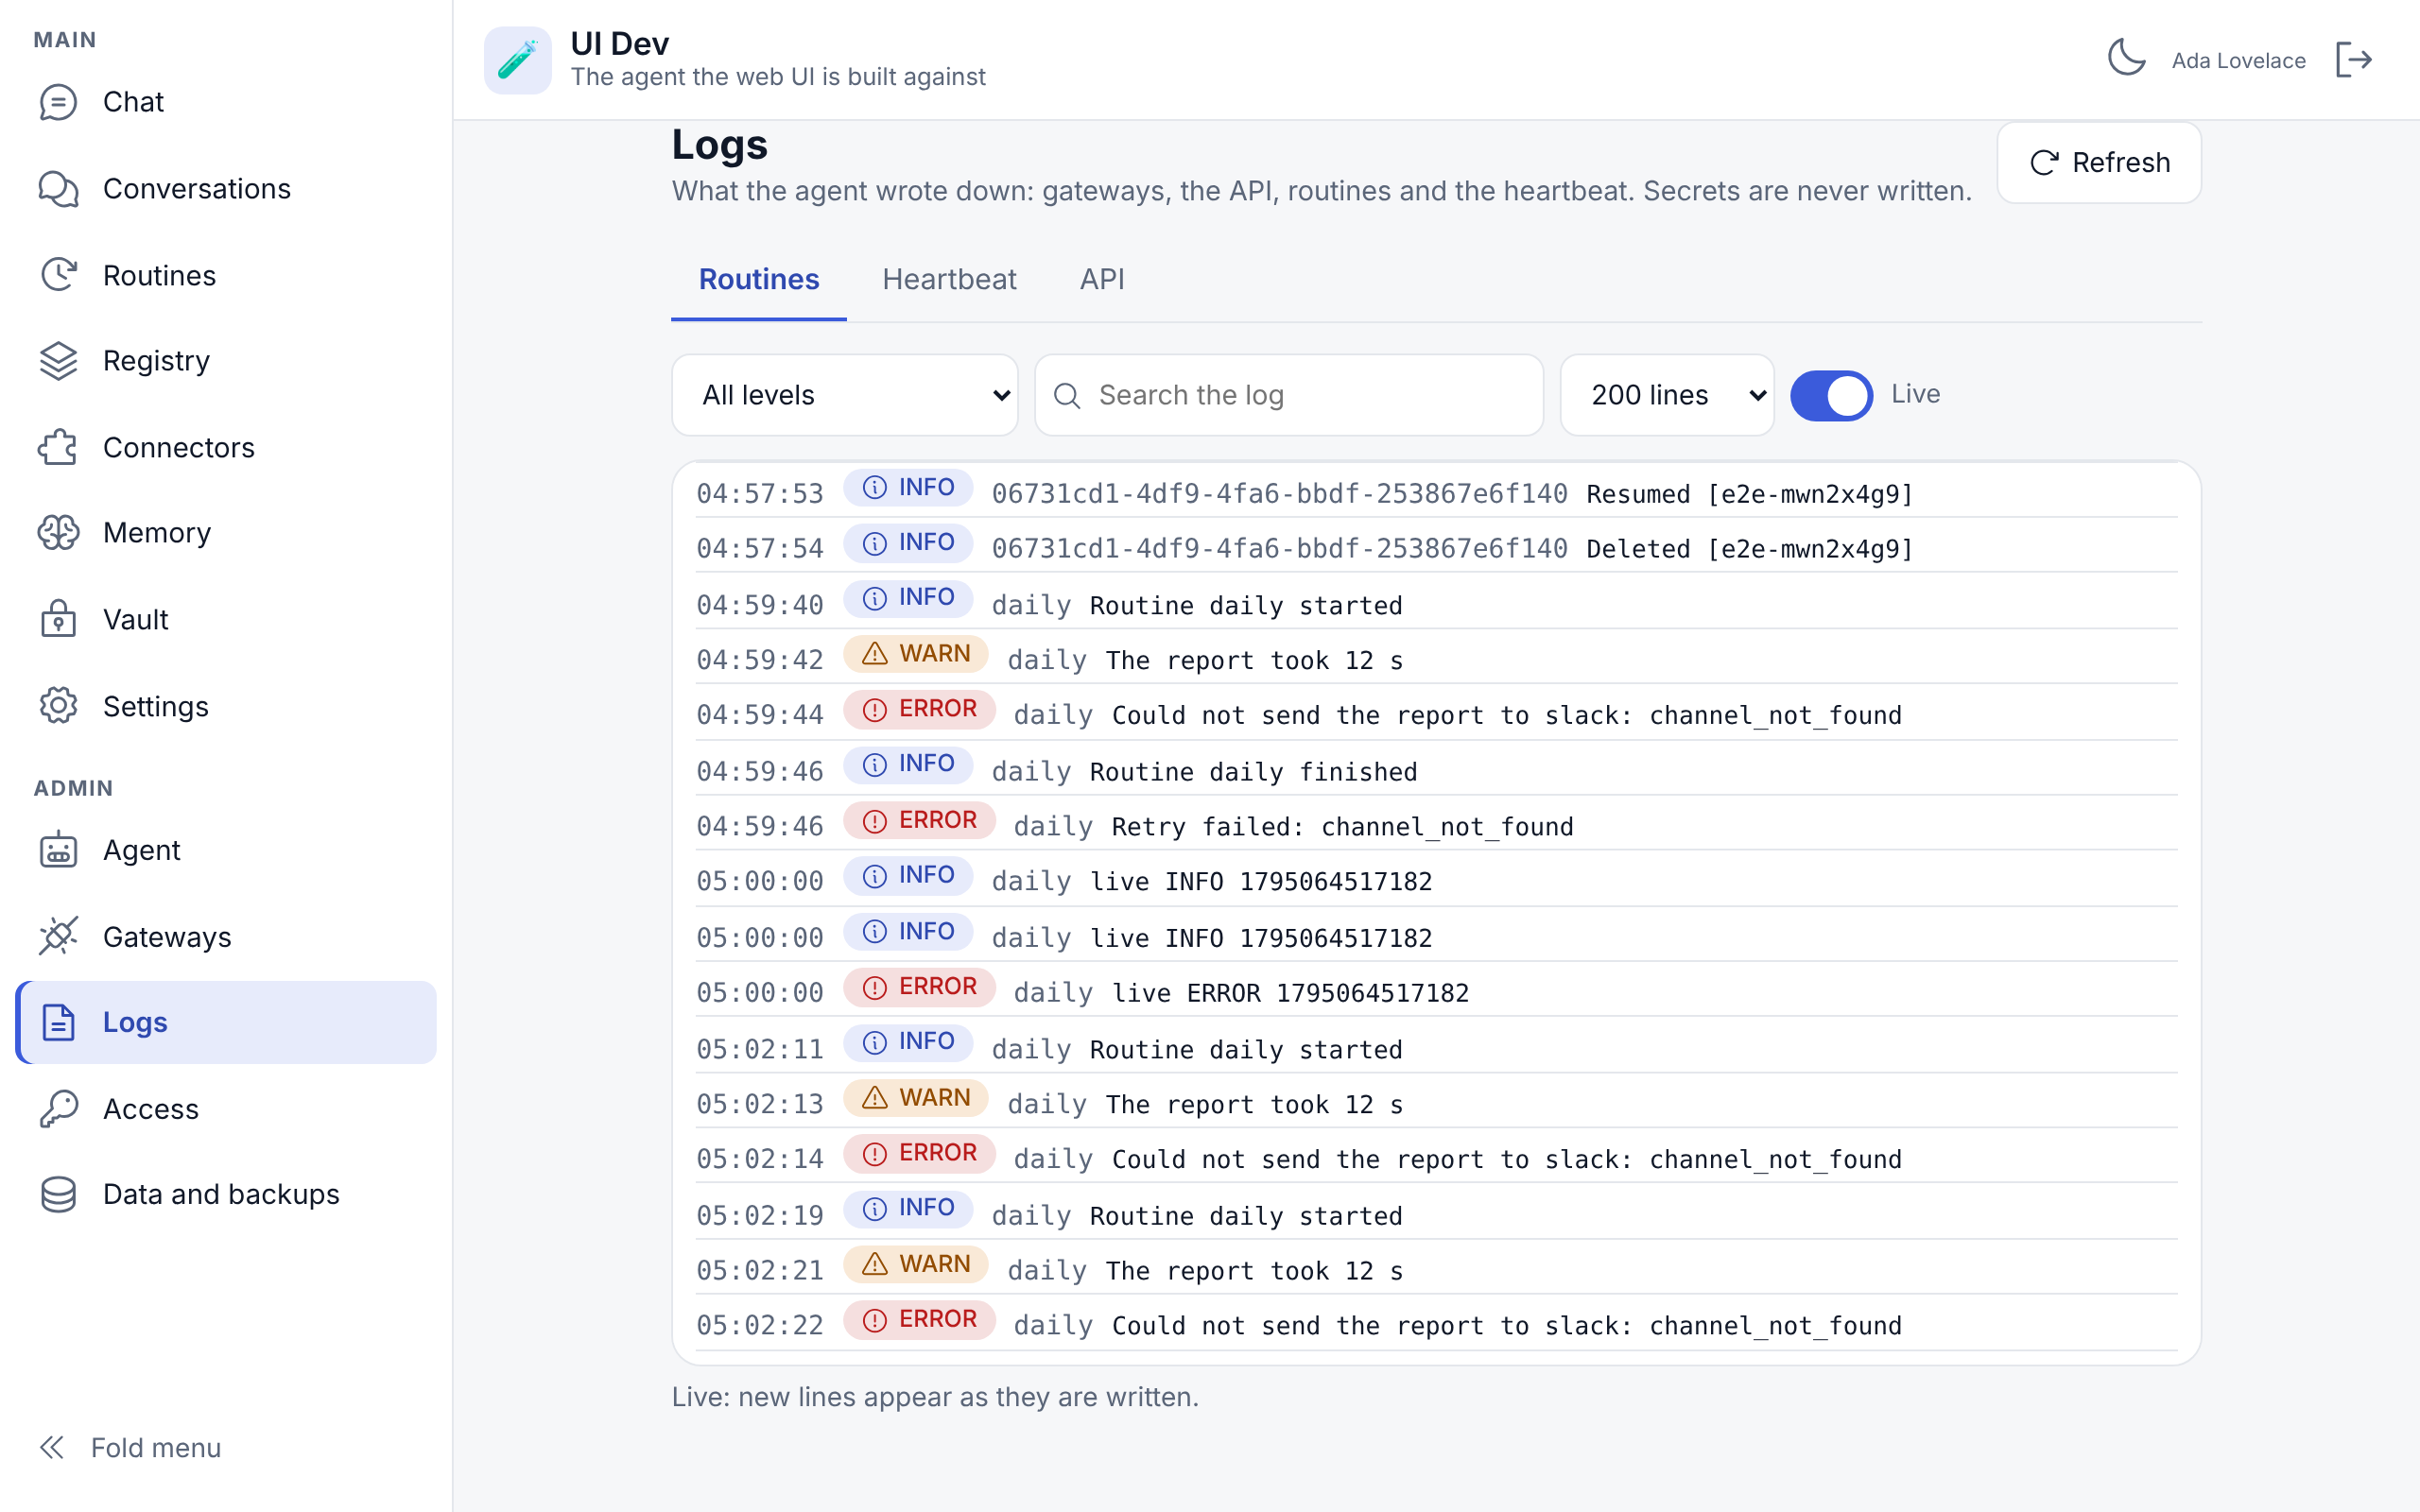 MAIN
Chat
Conversations
Routines
Registry
Connectors
Memory
Vault
Settings
ADMIN
Agent
Gateways
Logs
Access
Data and backups
Fold menu
UI Dev
The agent the web UI is built against
Ada Lovelace
Logs
What the agent wrote down: gateways, the API, routines and the heartbeat. Secrets are never written.
Refresh
Routines Heartbeat API
All levels Search the log 200 lines Live
04:57:53 INFO 06731cd1-4df9-4fa6-bbdf-253867e6f140 Resumed [e2e-mwn2x4g9]
04:57:54 INFO 06731cd1-4df9-4fa6-bbdf-253867e6f140 Deleted [e2e-mwn2x4g9]
04:59:40 INFO daily Routine daily started
04:59:42 WARN daily The report took 12 s
04:59:44 ERROR daily Could not send the report to slack: channel_not_found
04:59:46 INFO daily Routine daily finished
04:59:46 ERROR daily Retry failed: channel_not_found
05:00:00 INFO daily live INFO 1795064517182
05:00:00 INFO daily live INFO 1795064517182
05:00:00 ERROR daily live ERROR 1795064517182
05:02:11 INFO daily Routine daily started
05:02:13 WARN daily The report took 12 s
05:02:14 ERROR daily Could not send the report to slack: channel_not_found
05:02:19 INFO daily Routine daily started
05:02:21 WARN daily The report took 12 s
05:02:22 ERROR daily Could not send the report to slack: channel_not_found
Live: new lines appear as they are written.